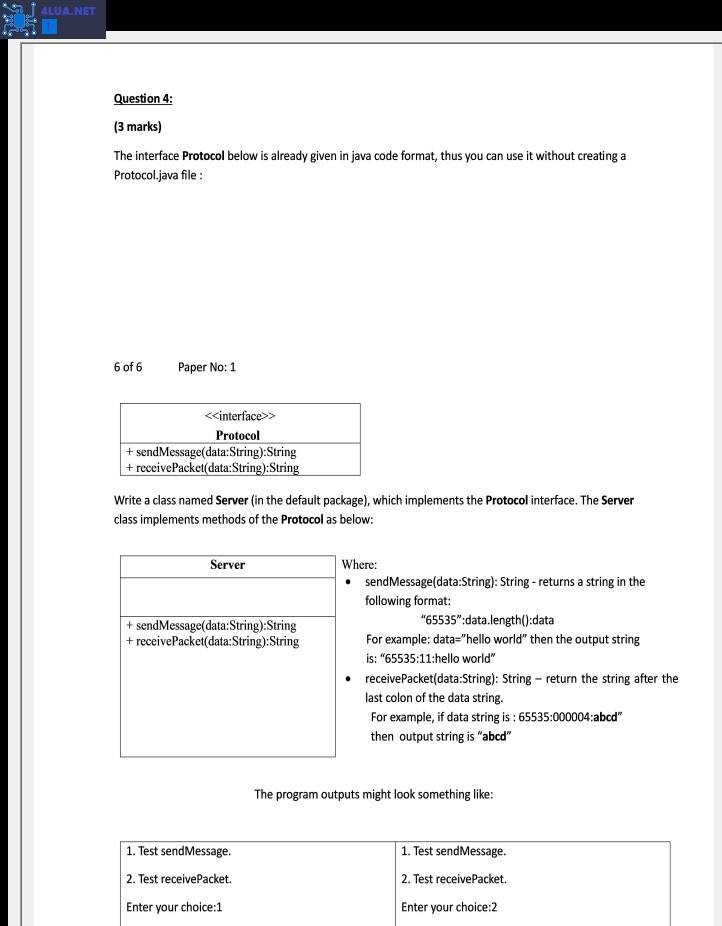 4LUA.NET
1
Question 4:
(3 marks)
The interface Protocol below is already given in java code format, thus you can use it without creating a
Protocol.java file :
6 of 6 Paper No: 1
<<interface>>
Protocol
+ sendMessage(data:String):String
+ receivePacket(data:String):String
Write a class named Server (in the default package), which implements the Protocol interface. The Server
class implements methods of the Protocol as below:
Server
+ sendMessage(data:String):String
+ receivePacket(data:String):String
Where:
• sendMessage(data:String): String - returns a string in the
following format:
“65535”:data.length():data
For example: data=”hello world” then the output string
is: “65535:11:hello world”
• receivePacket(data:String): String – return the string after the
last colon of the data string.
For example, if data string is : 65535:000004:abcd”
then output string is “abcd”
The program outputs might look something like:
1. Test sendMessage.
2. Test receivePacket.
Enter your choice:1
1. Test sendMessage.
2. Test receivePacket.
Enter your choice:2